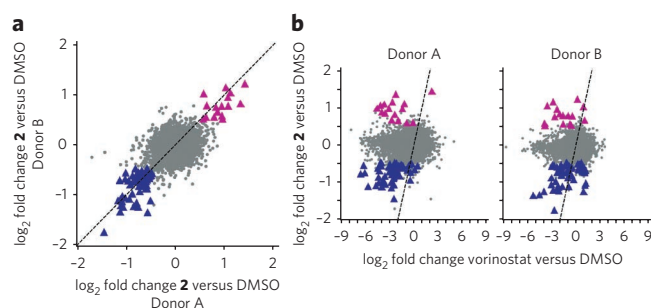 a
log2 fold change 2 versus DMSO
Donor B
2
1
0
−1
−2
−2
−1
0
1
2
log2 fold change 2 versus DMSO
Donor A
b
Donor A
Donor B
log2 fold change 2 versus DMSO
2
1
0
−1
−2
−9 −6 −3 0 3 6 9
−9 −6 −3 0 3 6 9
log2 fold change vorinostat versus DMSO